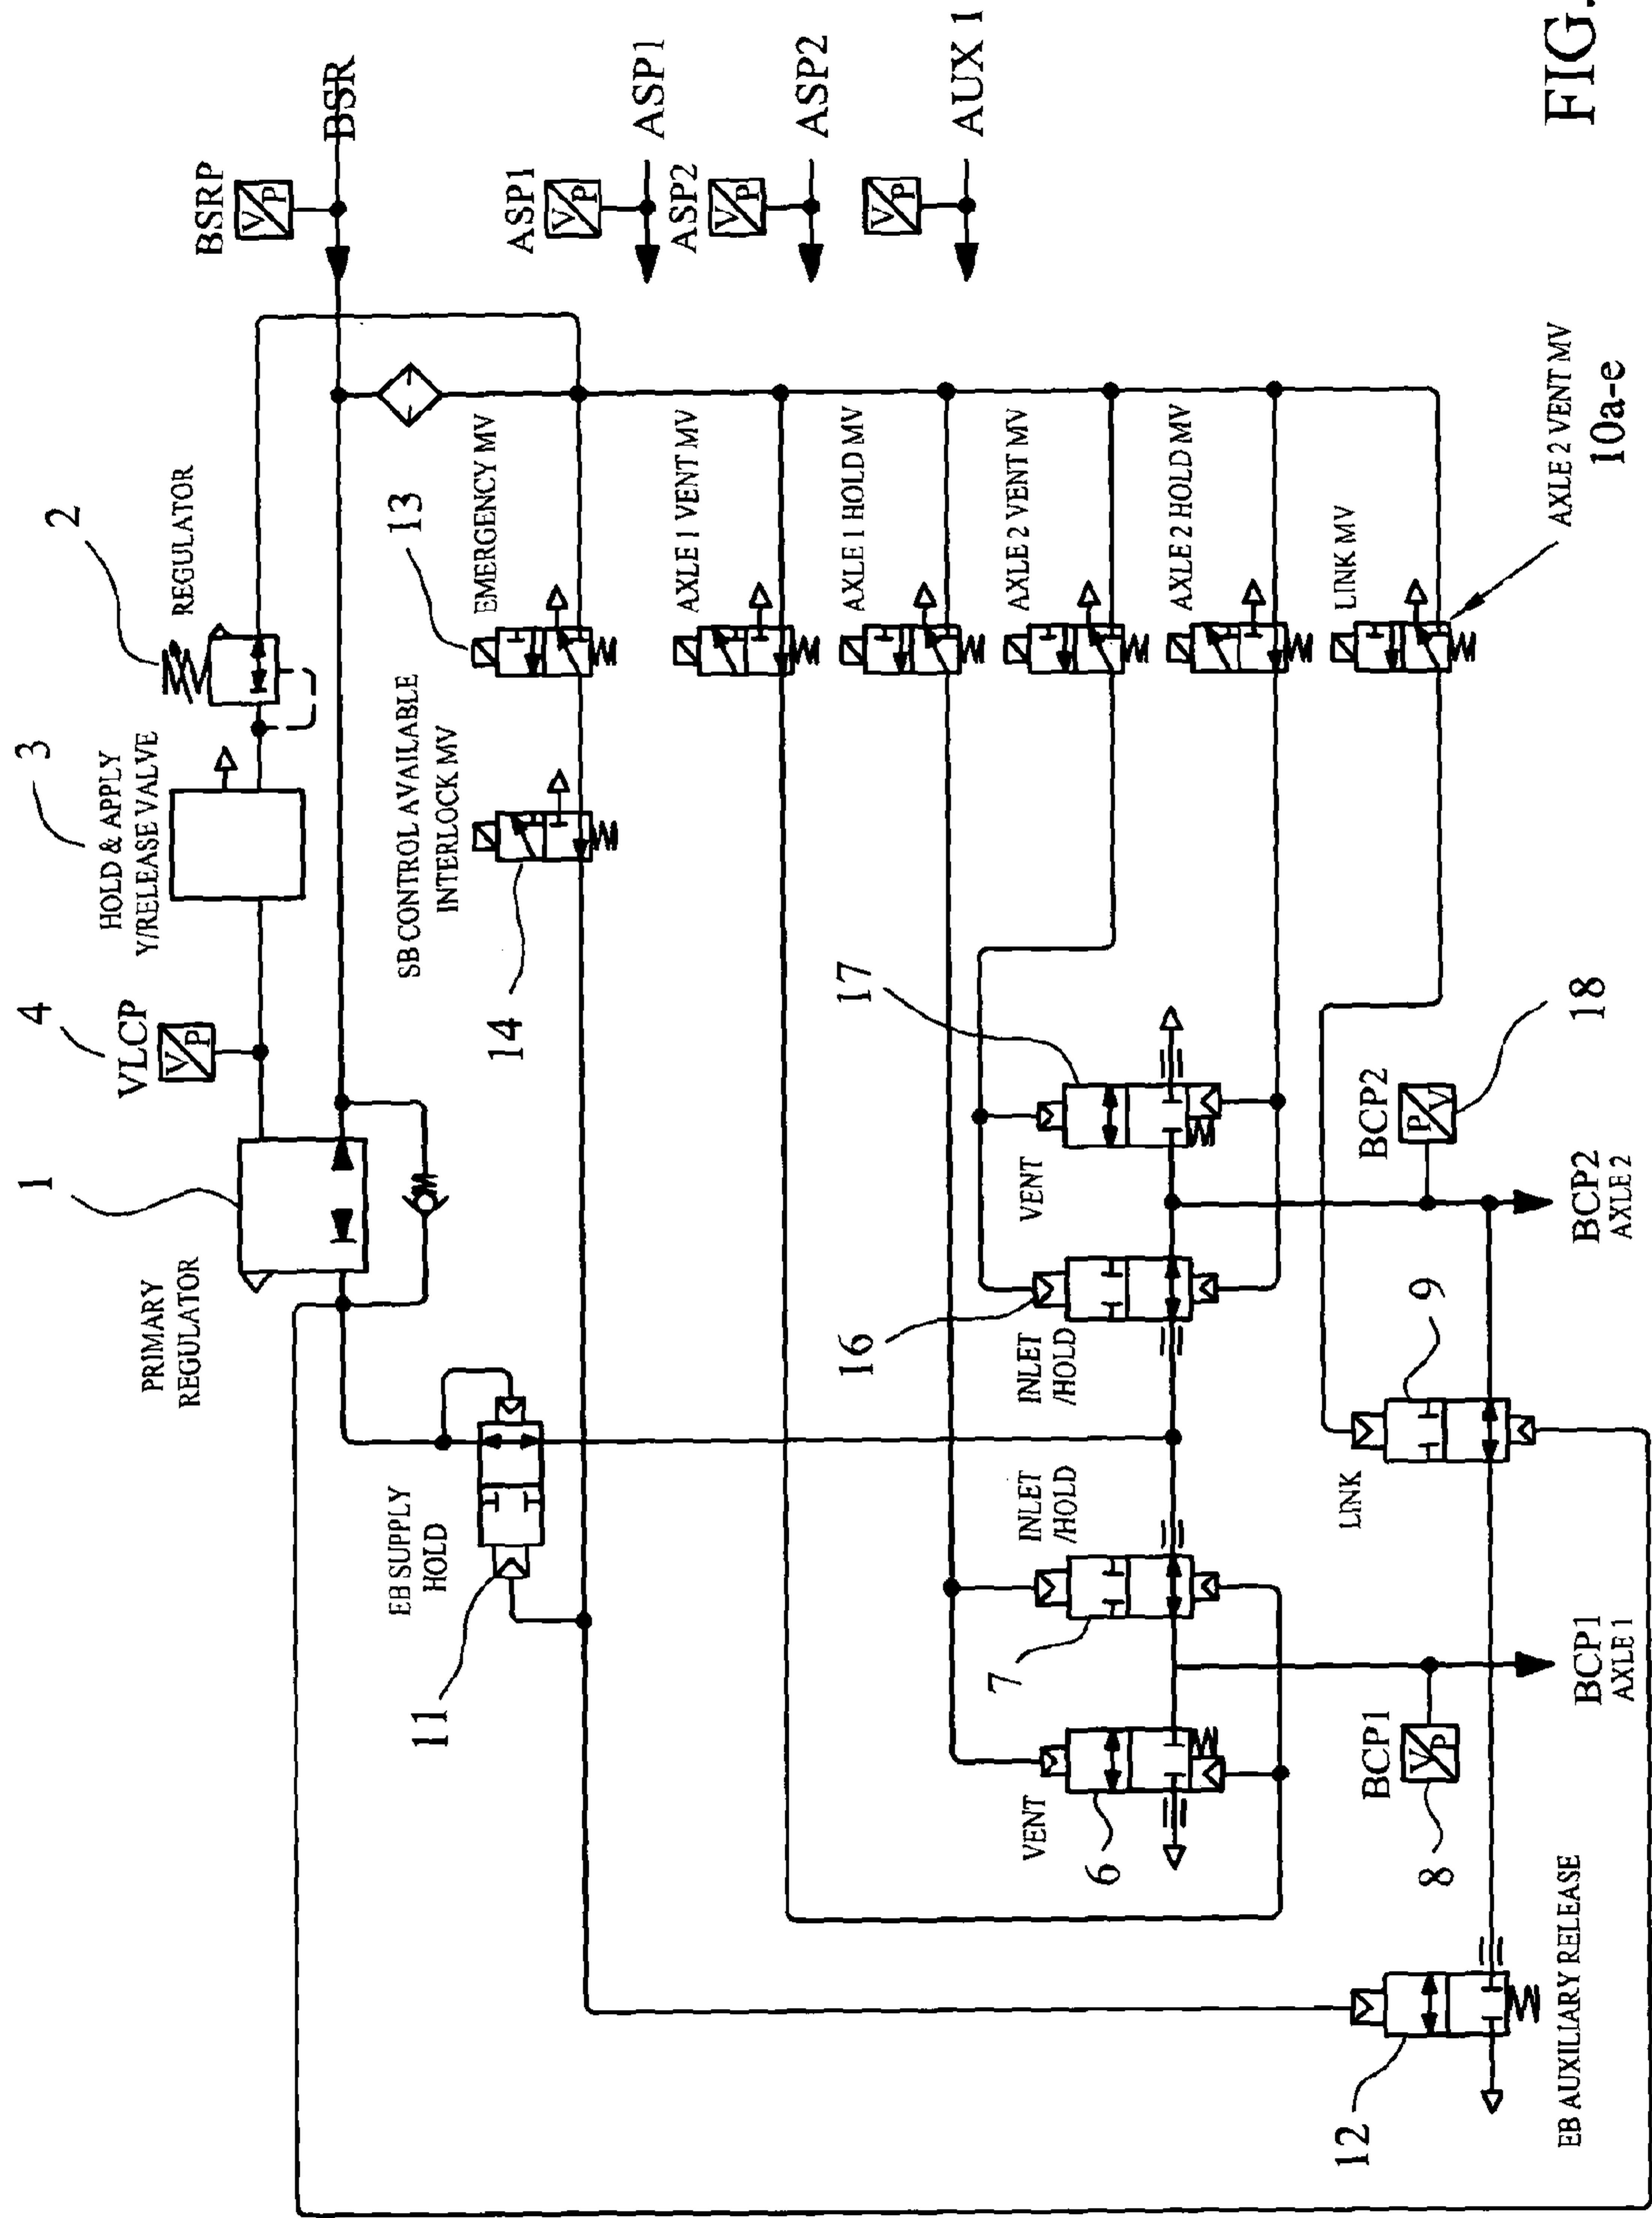 2
REGULATOR
3
HOLD & APPLY
Y/RELEASE VALVE
4
VLCP
V/P
1
PRIMARY
REGULATOR
BSRP
V/P
BSR
ASP1
V/P
ASP1
ASP2
V/P
ASP2
V/P
AUX 1
13
EMERGENCY MV
SB CONTROL AVAILABLE
INTERLOCK MV
14
AXLE 1 VENT MV
AXLE 1 HOLD MV
AXLE 2 VENT MV
AXLE 2 HOLD MV
LINK MV
AXLE 2 VENT MV
10a-e
EB SUPPLY
HOLD
11
17
VENT
16
INLET
/HOLD
INLET
/HOLD
7
VENT
6
BCP2
P/V
18
BCP2
AXLE 2
9
LINK
BCP1
V/P
8
BCP1
AXLE 1
12
EB AUXILIARY RELEASE
FIG.